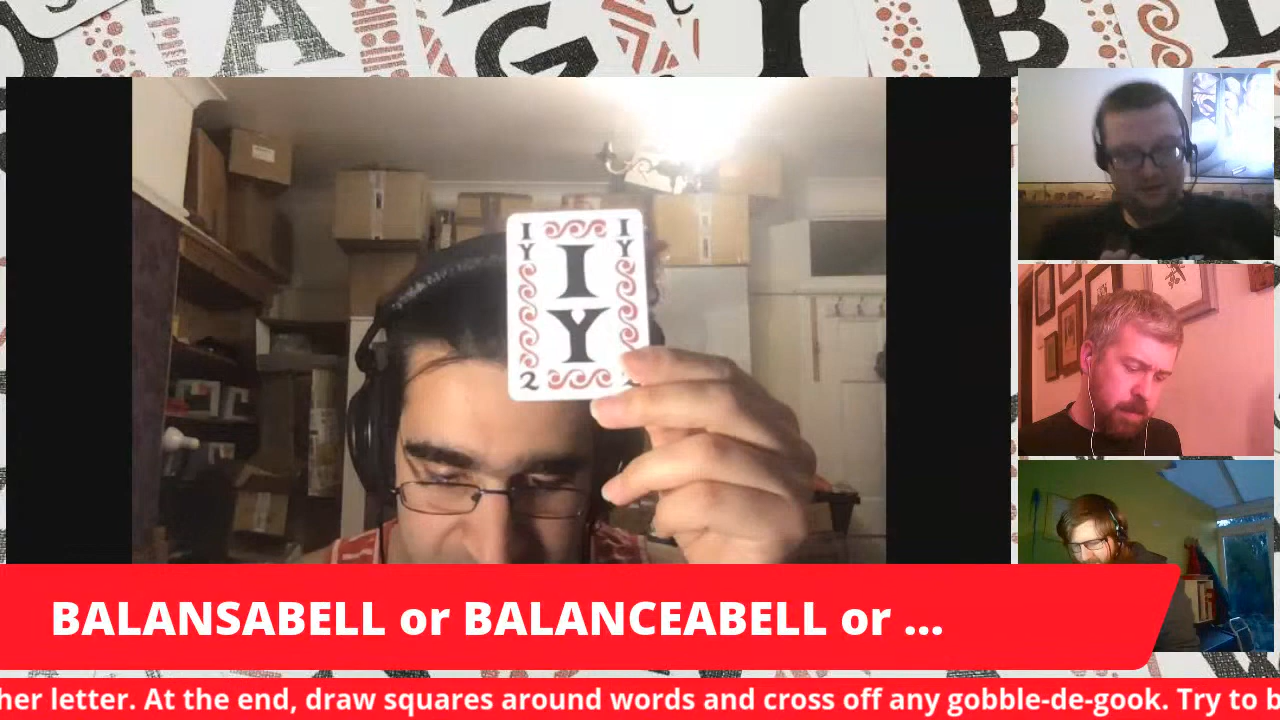 A G I B L
I I
Y I Y
Y
2
BALANSABELL or BALANCEABELL or ...
her letter. At the end, draw squares around words and cross off any gobble-de-gook. Try to b